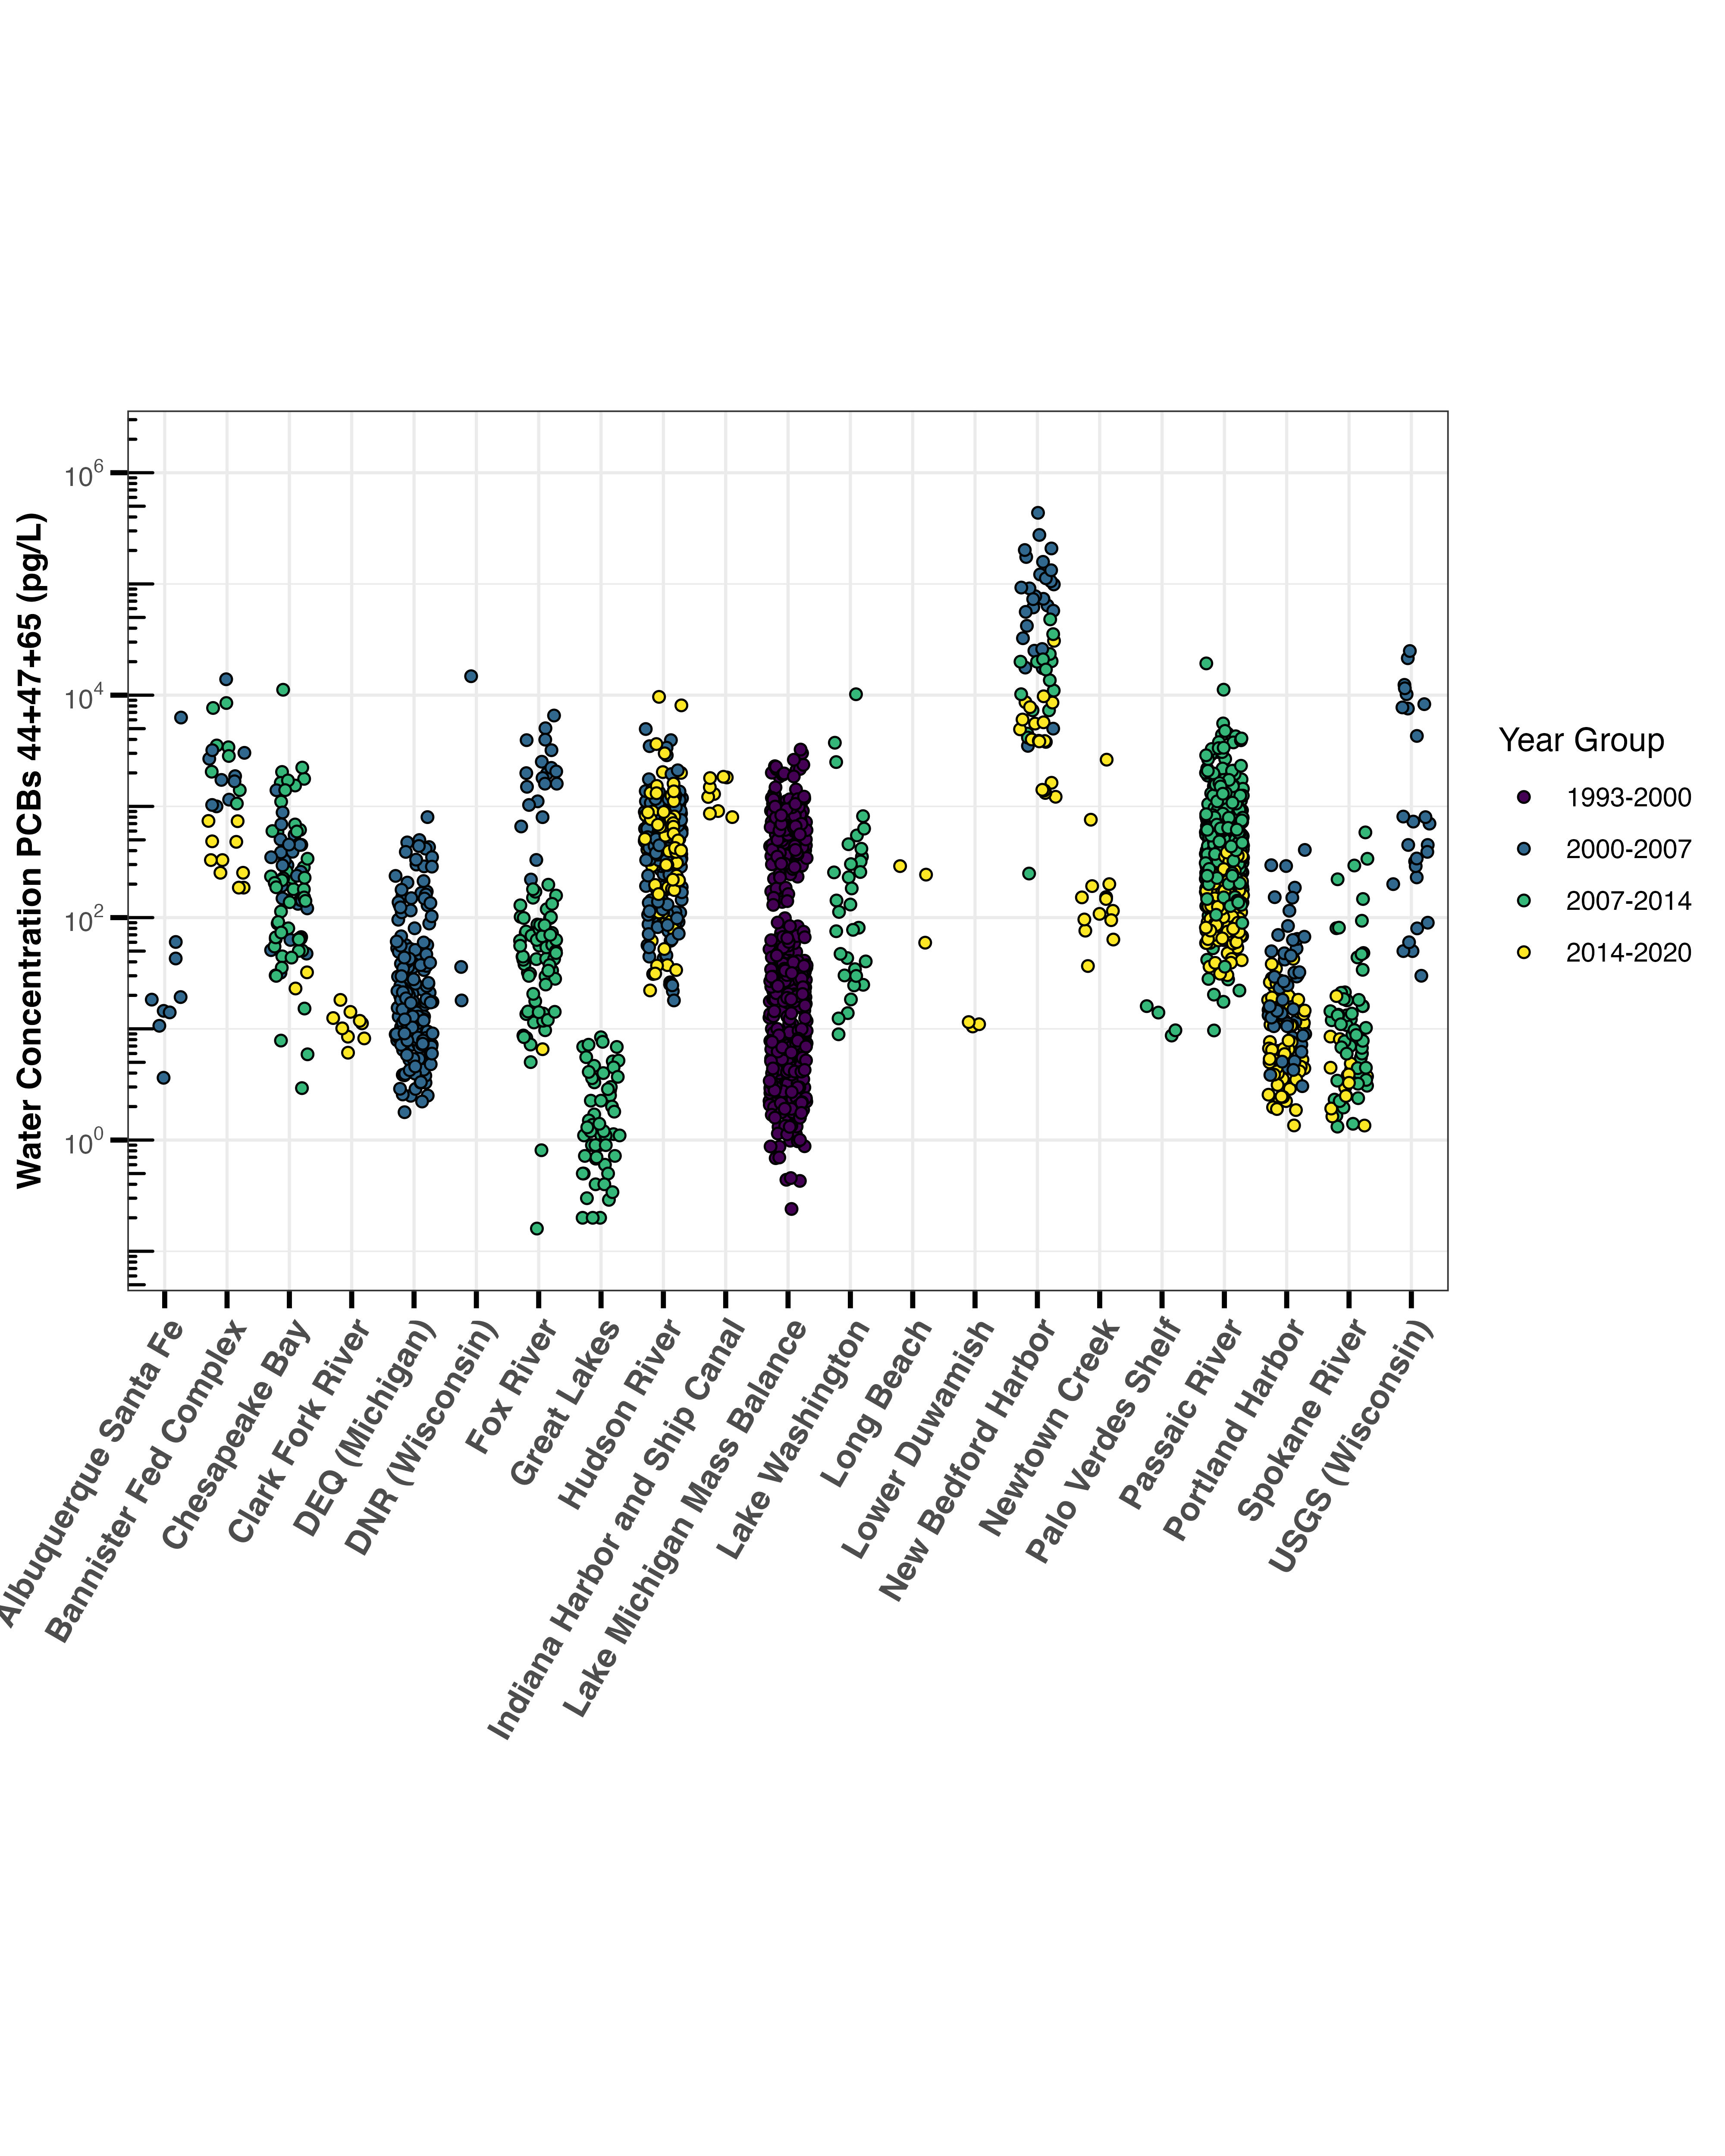 Water Concentration PCBs 44+47+65 (pg/L)
10^6
10^4
10^2
10^0
Albuquerque Santa Fe
Bannister Fed Complex
Chesapeake Bay
Clark Fork River
DEQ (Michigan)
DNR (Wisconsin)
Fox River
Great Lakes
Hudson River
Indiana Harbor and Ship Canal
Lake Michigan Mass Balance
Lake Washington
Long Beach
Lower Duwamish
New Bedford Harbor
Newtown Creek
Palo Verdes Shelf
Passaic River
Portland Harbor
Spokane River
USGS (Wisconsin)
Year Group
1993-2000
2000-2007
2007-2014
2014-2020